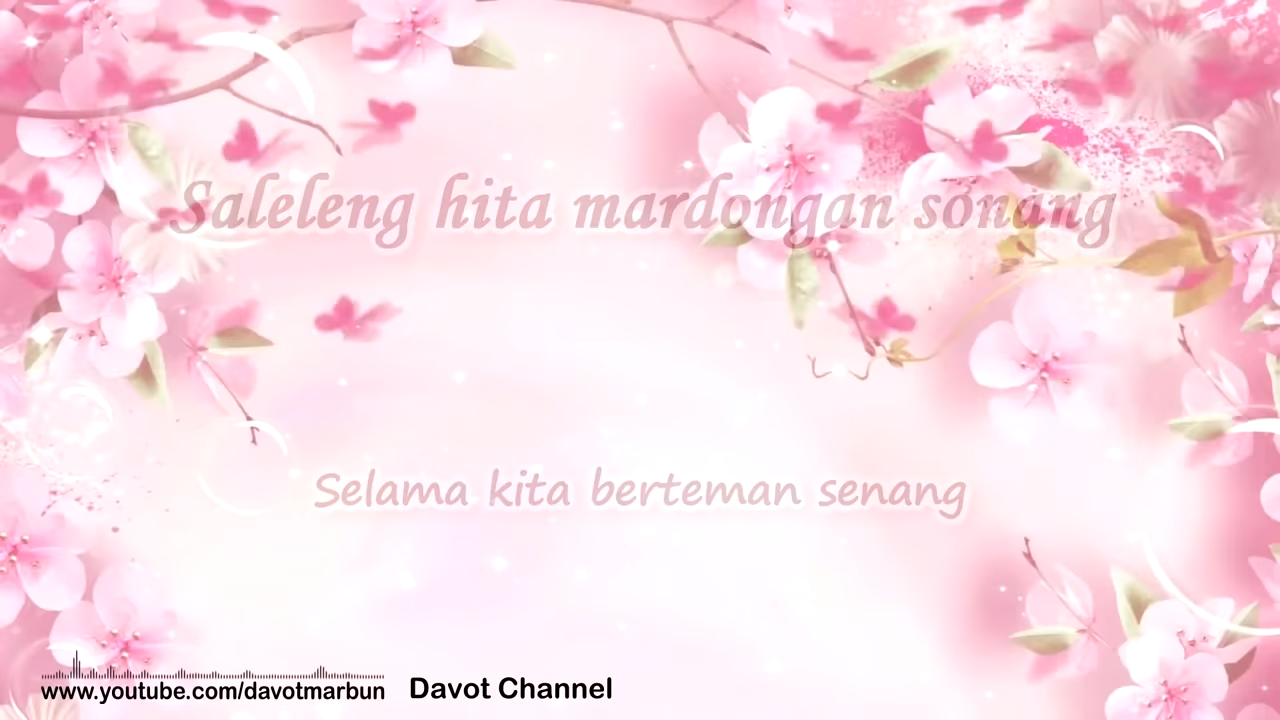 Saleleng hita mardongan sonang
Selama kita berteman senang
www.youtube.com/davotmarbun Davot Channel